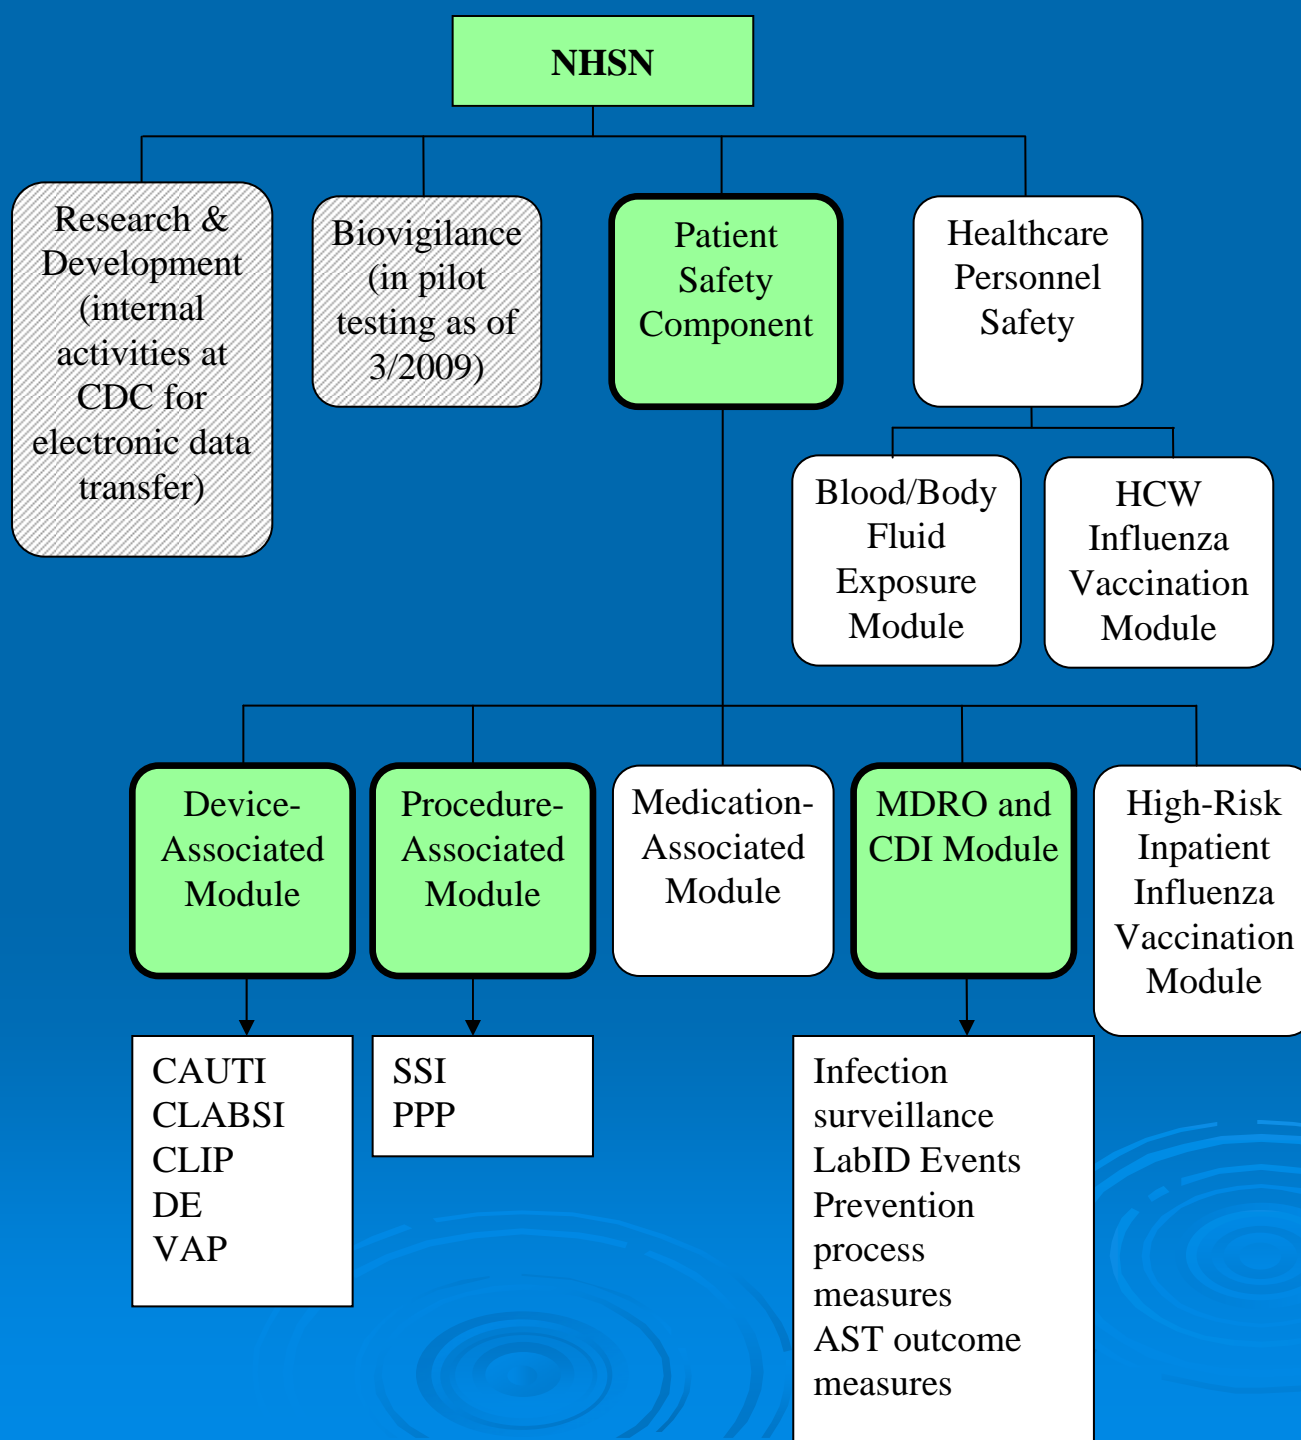 NHSN
Research &
Development
(internal
activities at
CDC for
electronic data
transfer)
Biovigilance
(in pilot
testing as of
3/2009)
Patient
Safety
Component
Healthcare
Personnel
Safety
Blood/Body
Fluid
Exposure
Module
HCW
Influenza
Vaccination
Module
Device-
Associated
Module
Procedure-
Associated
Module
Medication-
Associated
Module
MDRO and
CDI Module
High-Risk
Inpatient
Influenza
Vaccination
Module
CAUTI
CLABSI
CLIP
DE
VAP
SSI
PPP
Infection
surveillance
LabID Events
Prevention
process
measures
AST outcome
measures